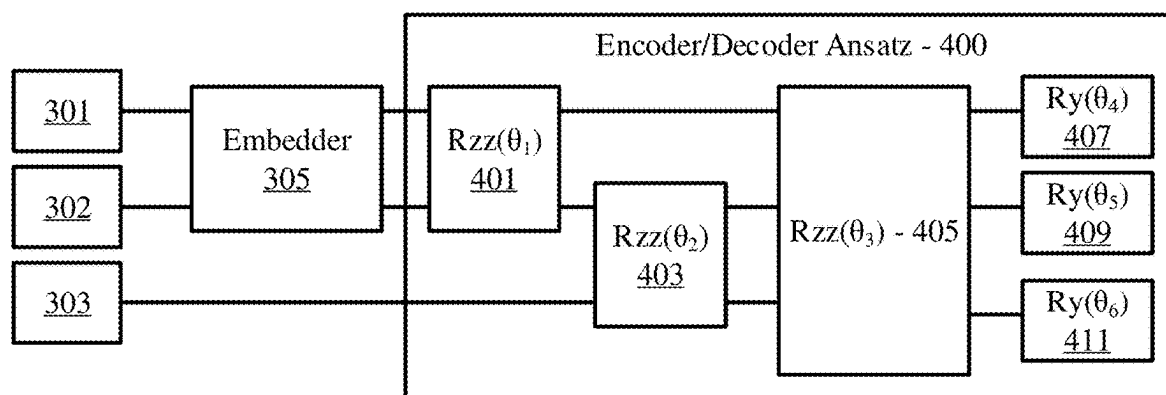 Encoder/Decoder Ansatz - 400
301
302
303
Embedder
305
Rzz(θ₁)
401
Rzz(θ₂)
403
Rzz(θ₃) - 405
Ry(θ₄)
407
Ry(θ₅)
409
Ry(θ₆)
411